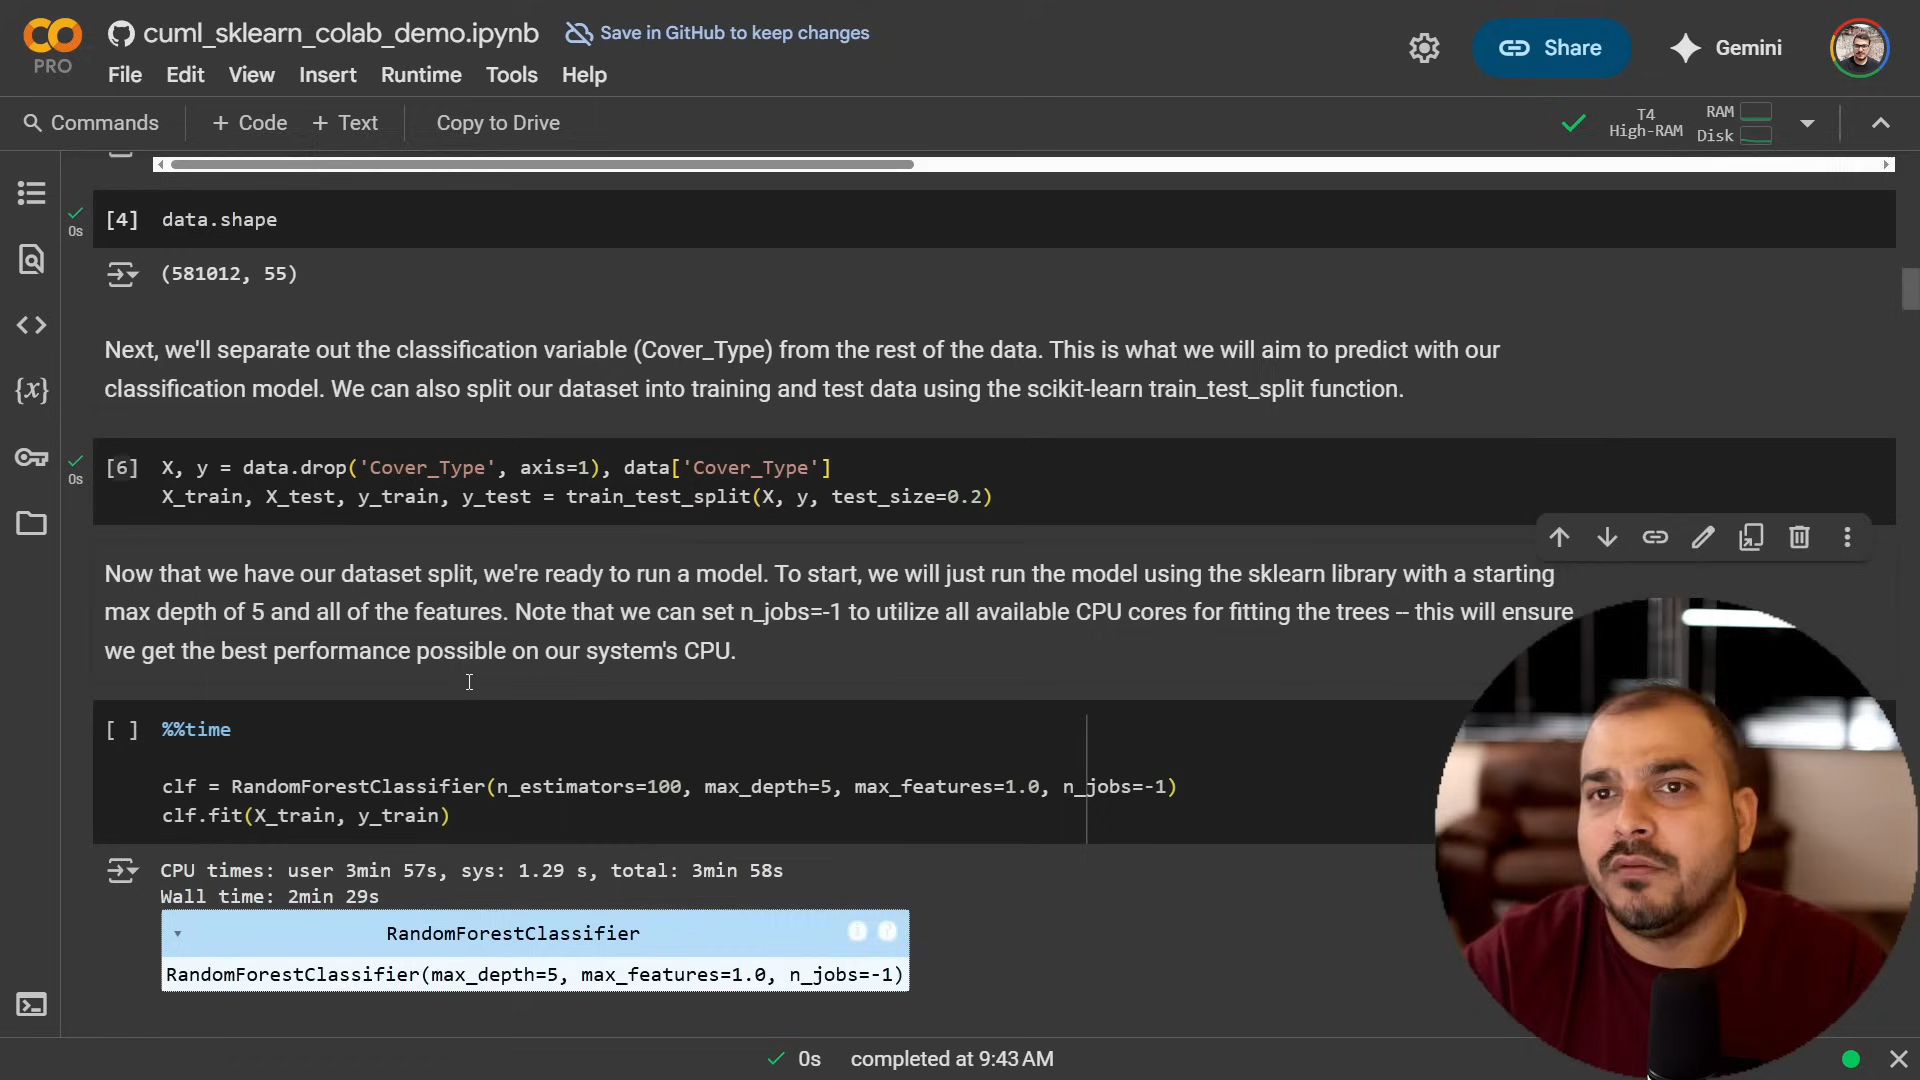 cuml_sklearn_colab_demo.ipynb
Save in GitHub to keep changes
Share
Gemini
PRO
File Edit View Insert Runtime Tools Help
Commands
+ Code + Text
Copy to Drive
T4
High-RAM
RAM
Disk
0s
[4] data.shape
(581012, 55)
Next, we'll separate out the classification variable (Cover_Type) from the rest of the data. This is what we will aim to predict with our
classification model. We can also split our dataset into training and test data using the scikit-learn train_test_split function.
0s
[6] X, y = data.drop('Cover_Type', axis=1), data['Cover_Type']
X_train, X_test, y_train, y_test = train_test_split(X, y, test_size=0.2)
Now that we have our dataset split, we're ready to run a model. To start, we will just run the model using the sklearn library with a starting
max depth of 5 and all of the features. Note that we can set n_jobs=-1 to utilize all available CPU cores for fitting the trees -- this will ensure
we get the best performance possible on our system's CPU.
[ ] %%time
clf = RandomForestClassifier(n_estimators=100, max_depth=5, max_features=1.0, n_jobs=-1)
clf.fit(X_train, y_train)
CPU times: user 3min 57s, sys: 1.29 s, total: 3min 58s
Wall time: 2min 29s
RandomForestClassifier
RandomForestClassifier(max_depth=5, max_features=1.0, n_jobs=-1)
0s completed at 9:43 AM